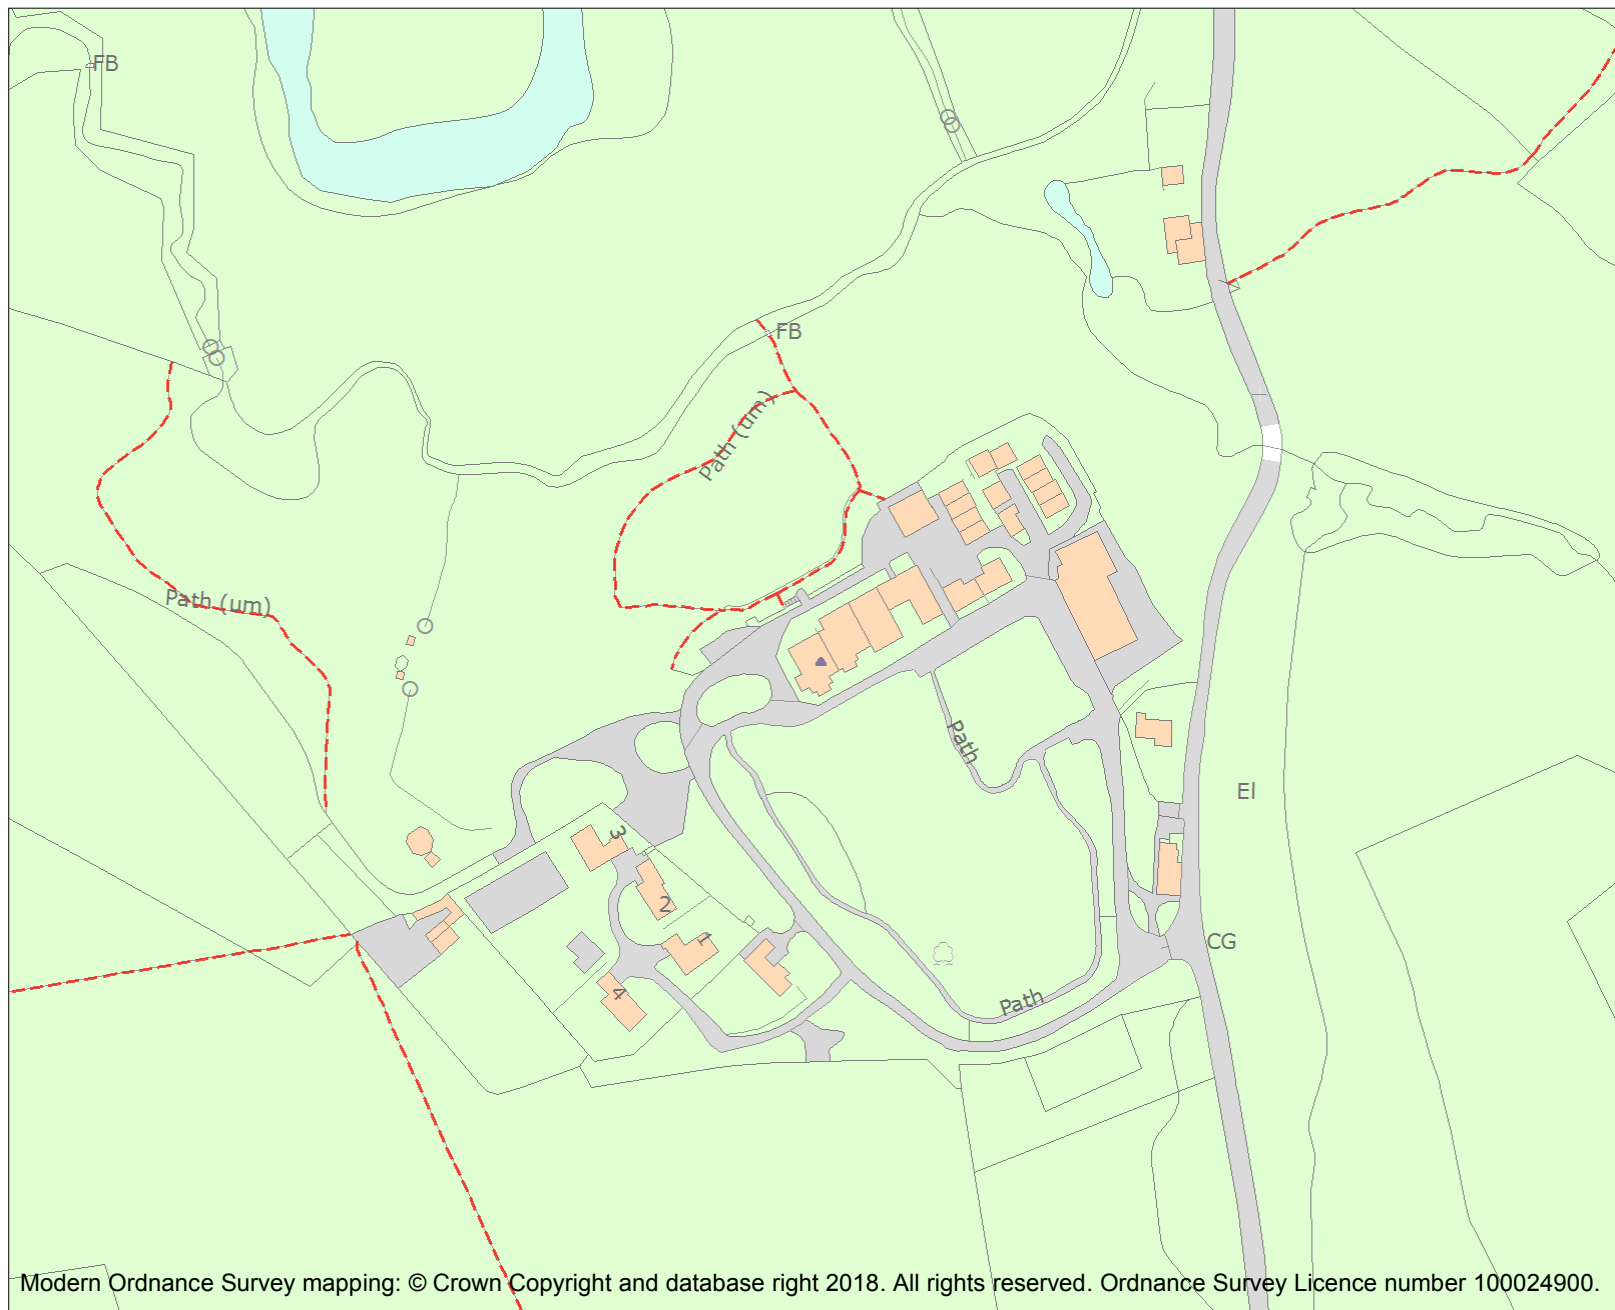 FB
FB
Path (um)
Path (um)
Path
El
3
2
1
CG
4
Path
Modern Ordnance Survey mapping: © Crown Copyright and database right 2018. All rights reserved. Ordnance Survey Licence number 100024900.